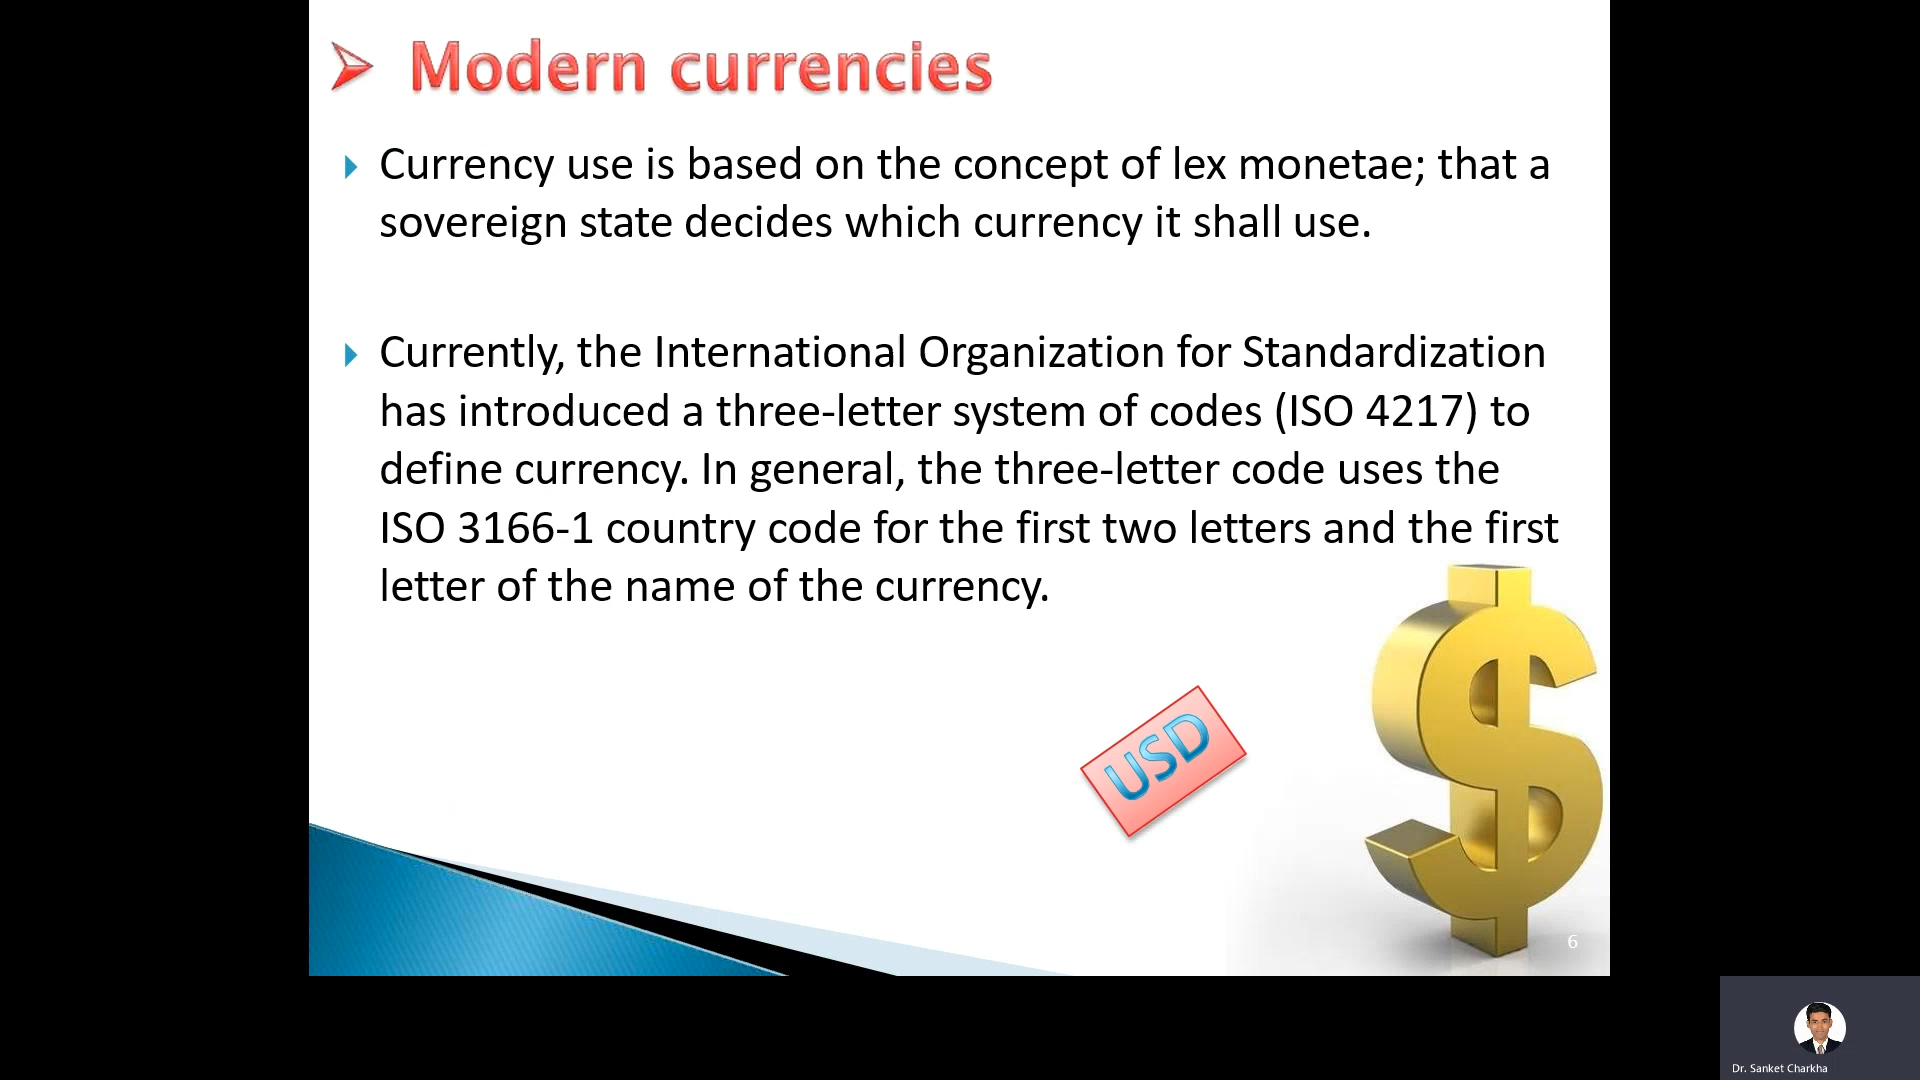 Modern currencies
Currency use is based on the concept of lex monetae; that a
sovereign state decides which currency it shall use.
Currently, the International Organization for Standardization
has introduced a three-letter system of codes (ISO 4217) to
define currency. In general, the three-letter code uses the
ISO 3166-1 country code for the first two letters and the first
letter of the name of the currency.
USD
6
Dr. Sanket Charkha